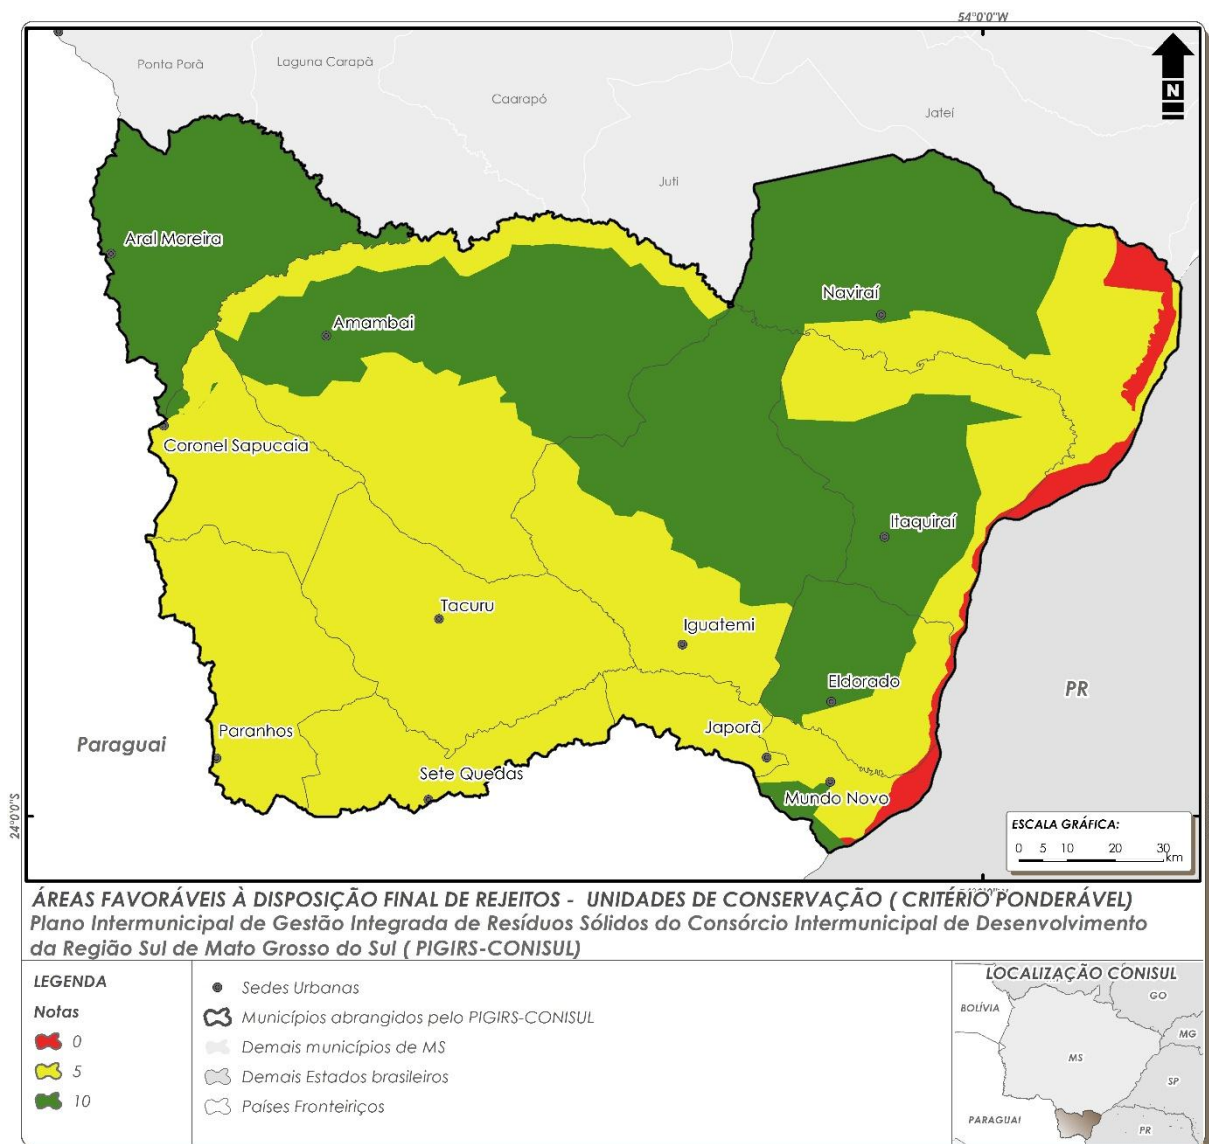 54°0'0"W
Ponta Porã
Laguna Carapã
Caarapó
Jateí
Juti
N
Aral Moreira
Naviraí
Amambai
Coronel Sapucaia
Itaquiraí
Tacuru
Iguatemi
Eldorado
PR
Paraguai
Paranhos
Japorã
Sete Quedas
Mundo Novo
24°0'0"S
ESCALA GRÁFICA:
0 5 10 20 30
km
ÁREAS FAVORÁVEIS À DISPOSIÇÃO FINAL DE REJEITOS - UNIDADES DE CONSERVAÇÃO ( CRITÉRIO PONDERÁVEL)
Plano Intermunicipal de Gestão Integrada de Resíduos Sólidos do Consórcio Intermunicipal de Desenvolvimento
da Região Sul de Mato Grosso do Sul ( PIGIRS-CONISUL)
LEGENDA
Notas
0
5
10
Sedes Urbanas
Municípios abrangidos pelo PIGIRS-CONISUL
Demais municípios de MS
Demais Estados brasileiros
Países Fronteiriços
LOCALIZAÇÃO CONISUL
BOLÍVIA
GO
MG
MS
SP
PARAGUAI
PR